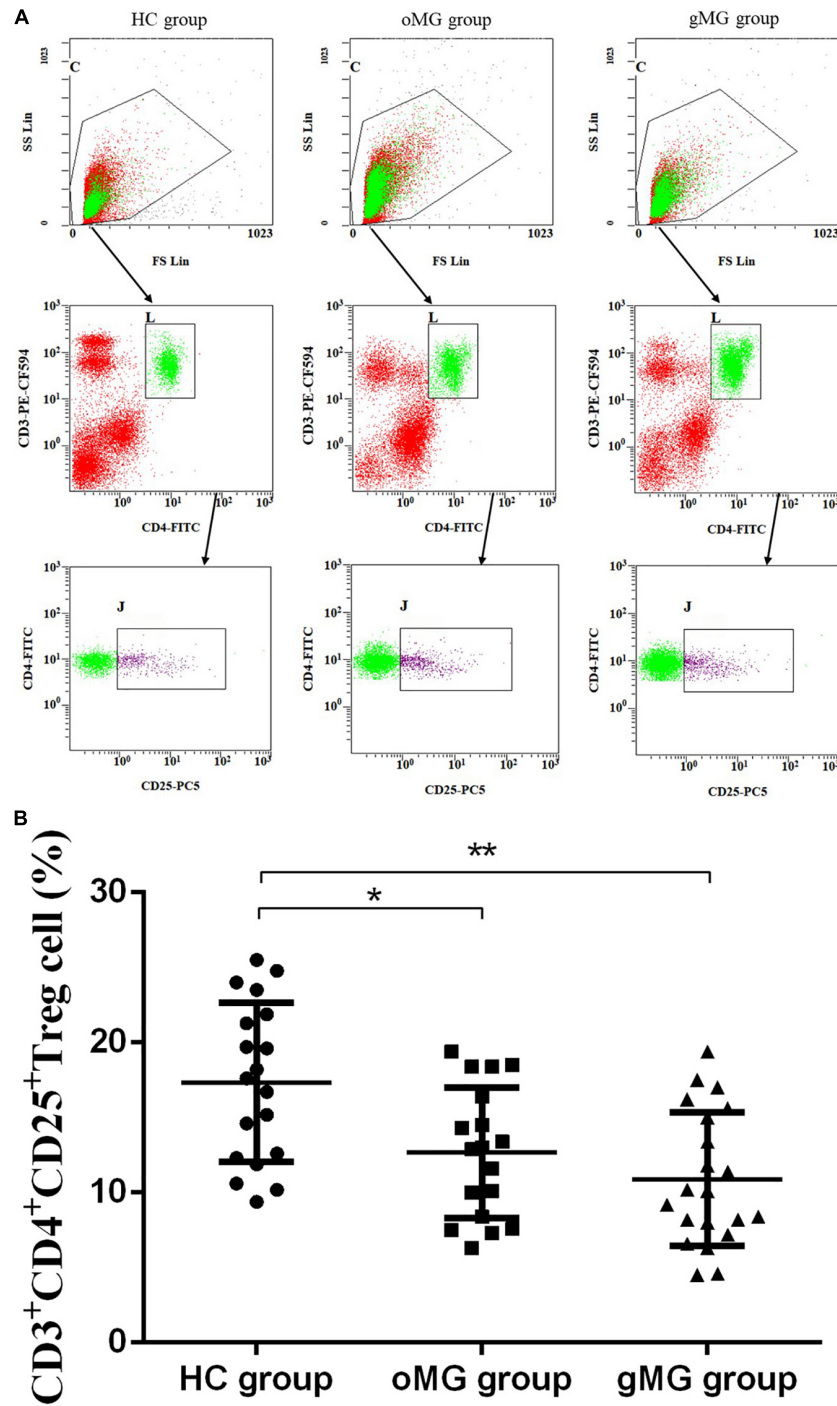 A
HC group
oMG group
gMG group
1023
C
SS Lin
0
0
1023
FS Lin
1023
C
SS Lin
0
0
1023
FS Lin
1023
C
SS Lin
0
0
1023
FS Lin
10³
10²
10¹
10⁰
L
CD3-PE-CF594
10⁰ 10¹ 10² 10³
CD4-FITC
10³
10²
10¹
10⁰
L
CD3-PE-CF594
10⁰ 10¹ 10² 10³
CD4-FITC
10³
10²
10¹
10⁰
L
CD3-PE-CF594
10⁰ 10¹ 10² 10³
CD4-FITC
10³
10²
10¹
10⁰
J
CD4-FITC
10⁰ 10¹ 10² 10³
CD25-PC5
10³
10²
10¹
10⁰
J
CD4-FITC
10⁰ 10¹ 10² 10³
CD25-PC5
10³
10²
10¹
10⁰
J
CD4-FITC
10⁰ 10¹ 10² 10³
CD25-PC5
B
CD3⁺CD4⁺CD25⁺Treg cell (%)
30
20
10
0
**
*
HC group
oMG group
gMG group